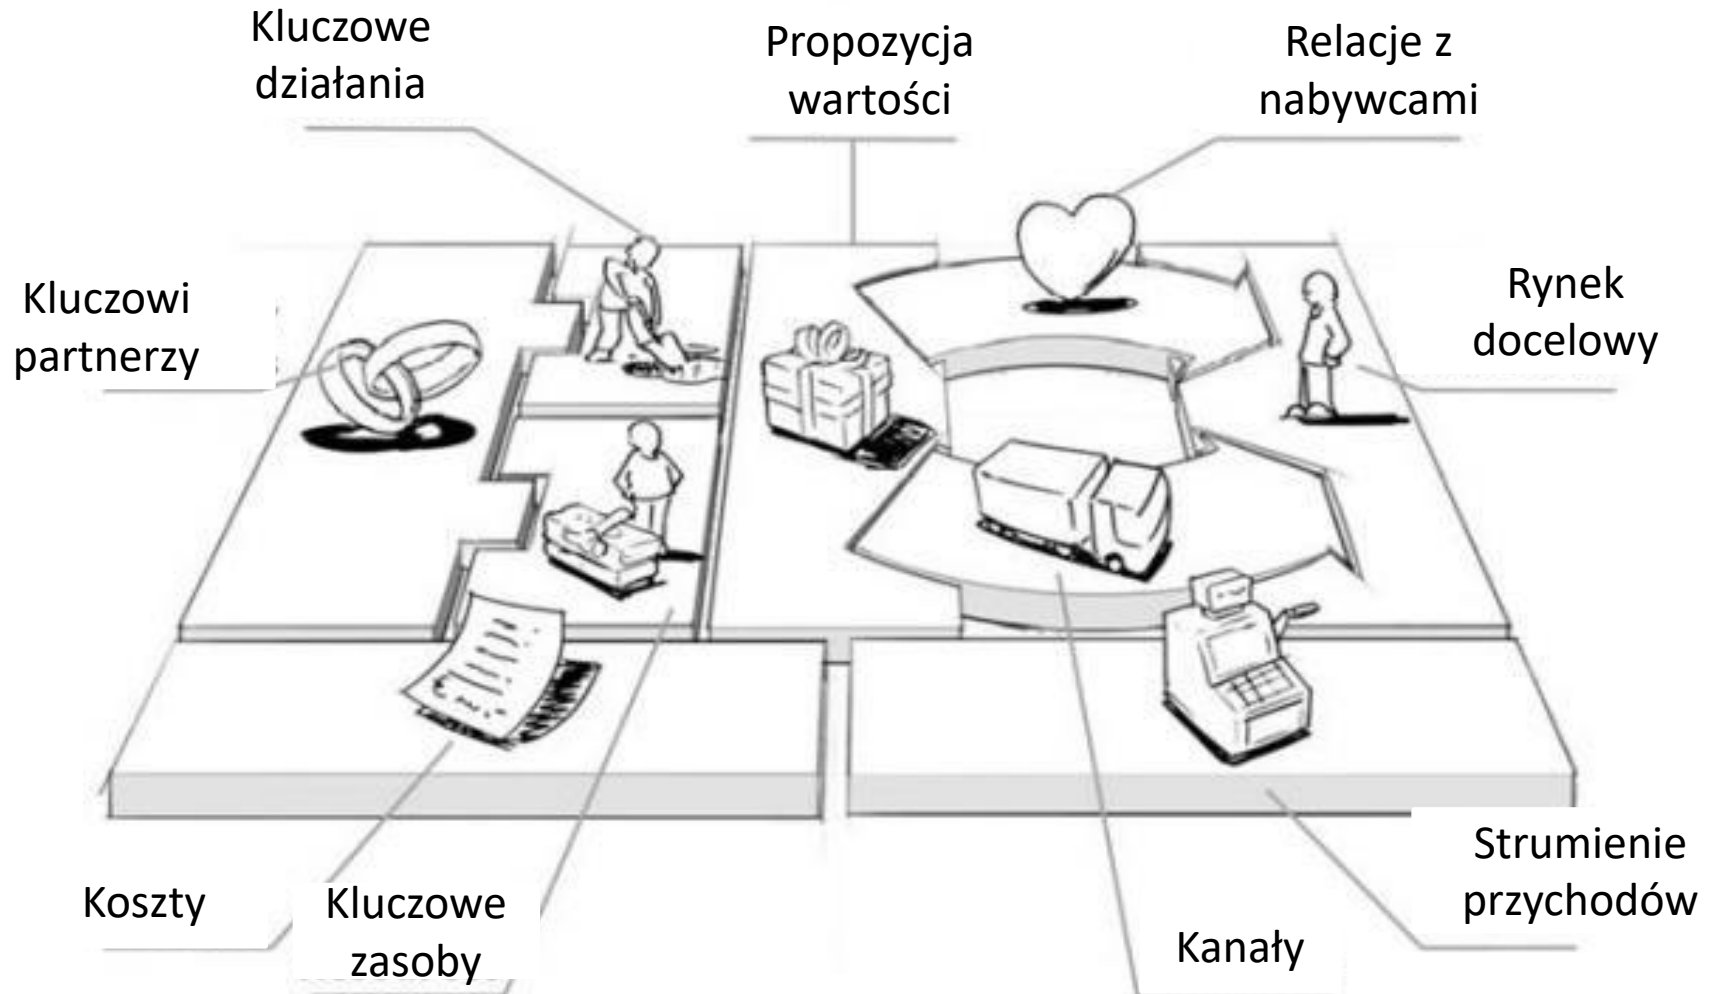 Kluczowe
działania
Propozycja
wartości
Relacje z
nabywcami
Kluczowi
partnerzy
Rynek
docelowy
Koszty
Kluczowe
zasoby
Kanały
Strumienie
przychodów